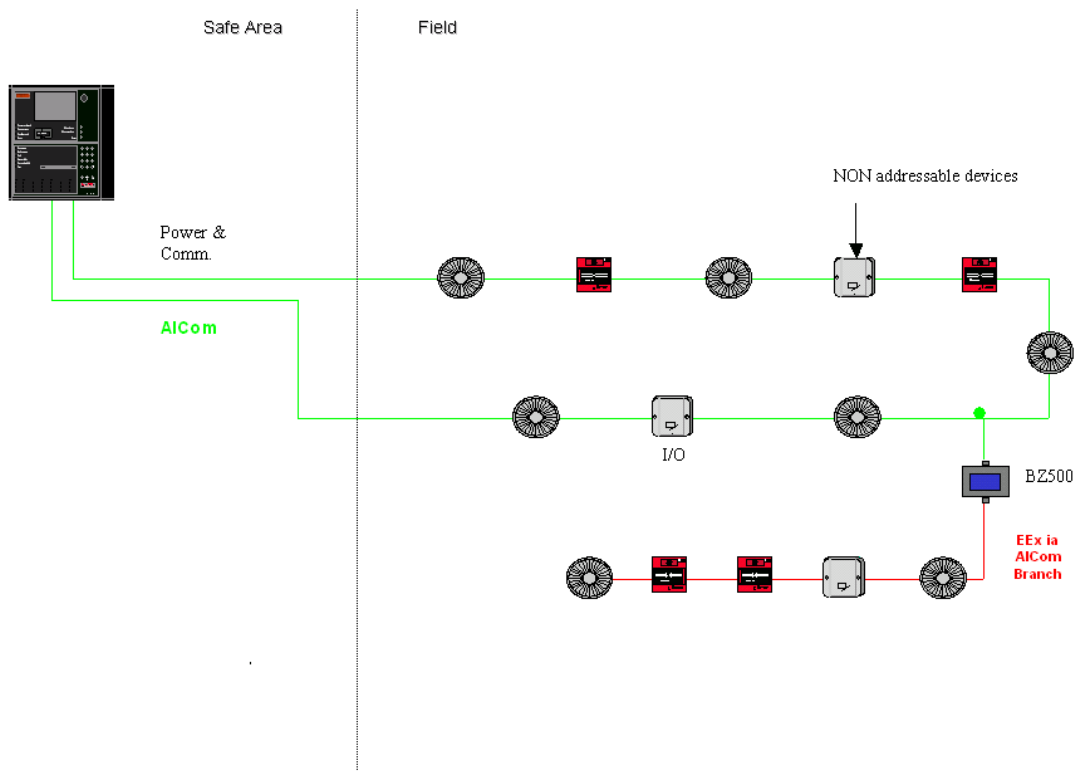 Safe Area
Field
NON addressable devices
Power &
Comm.
AlCom
I/O
BZ500
EEx ia
AlCom
Branch